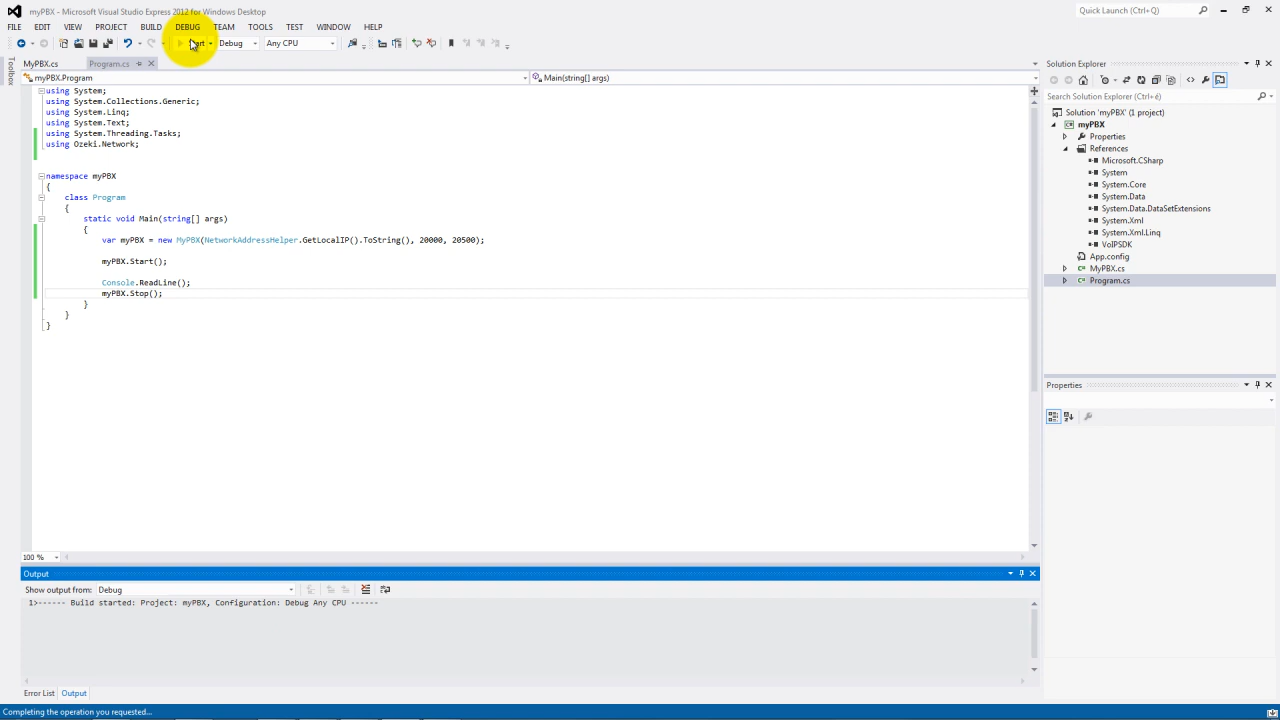 myPBX - Microsoft Visual Studio Express 2012 for Windows Desktop
Quick Launch (Ctrl+Q)
FILE EDIT VIEW PROJECT BUILD DEBUG TEAM TOOLS TEST WINDOW HELP
Debug Any CPU
MyPBX.cs Program.cs
Toolbox
myPBX.Program
Main(string[] args)
using System;
using System.Collections.Generic;
using System.Linq;
using System.Text;
using System.Threading.Tasks;
using Ozeki.Network;
namespace myPBX
{
class Program
{
static void Main(string[] args)
{
var myPBX = new MyPBX(NetworkAddressHelper.GetLocalIP().ToString(), 20000, 20500);
myPBX.Start();
Console.ReadLine();
myPBX.Stop();
}
}
}
100 %
Solution Explorer
Search Solution Explorer (Ctrl+é)
Solution 'myPBX' (1 project)
myPBX
Properties
References
Microsoft.CSharp
System
System.Core
System.Data
System.Data.DataSetExtensions
System.Xml
System.Xml.Linq
VoIPSDK
App.config
MyPBX.cs
Program.cs
Properties
Output
Show output from: Debug
1>------ Build started: Project: myPBX, Configuration: Debug Any CPU ------
Error List Output
Completing the operation you requested...